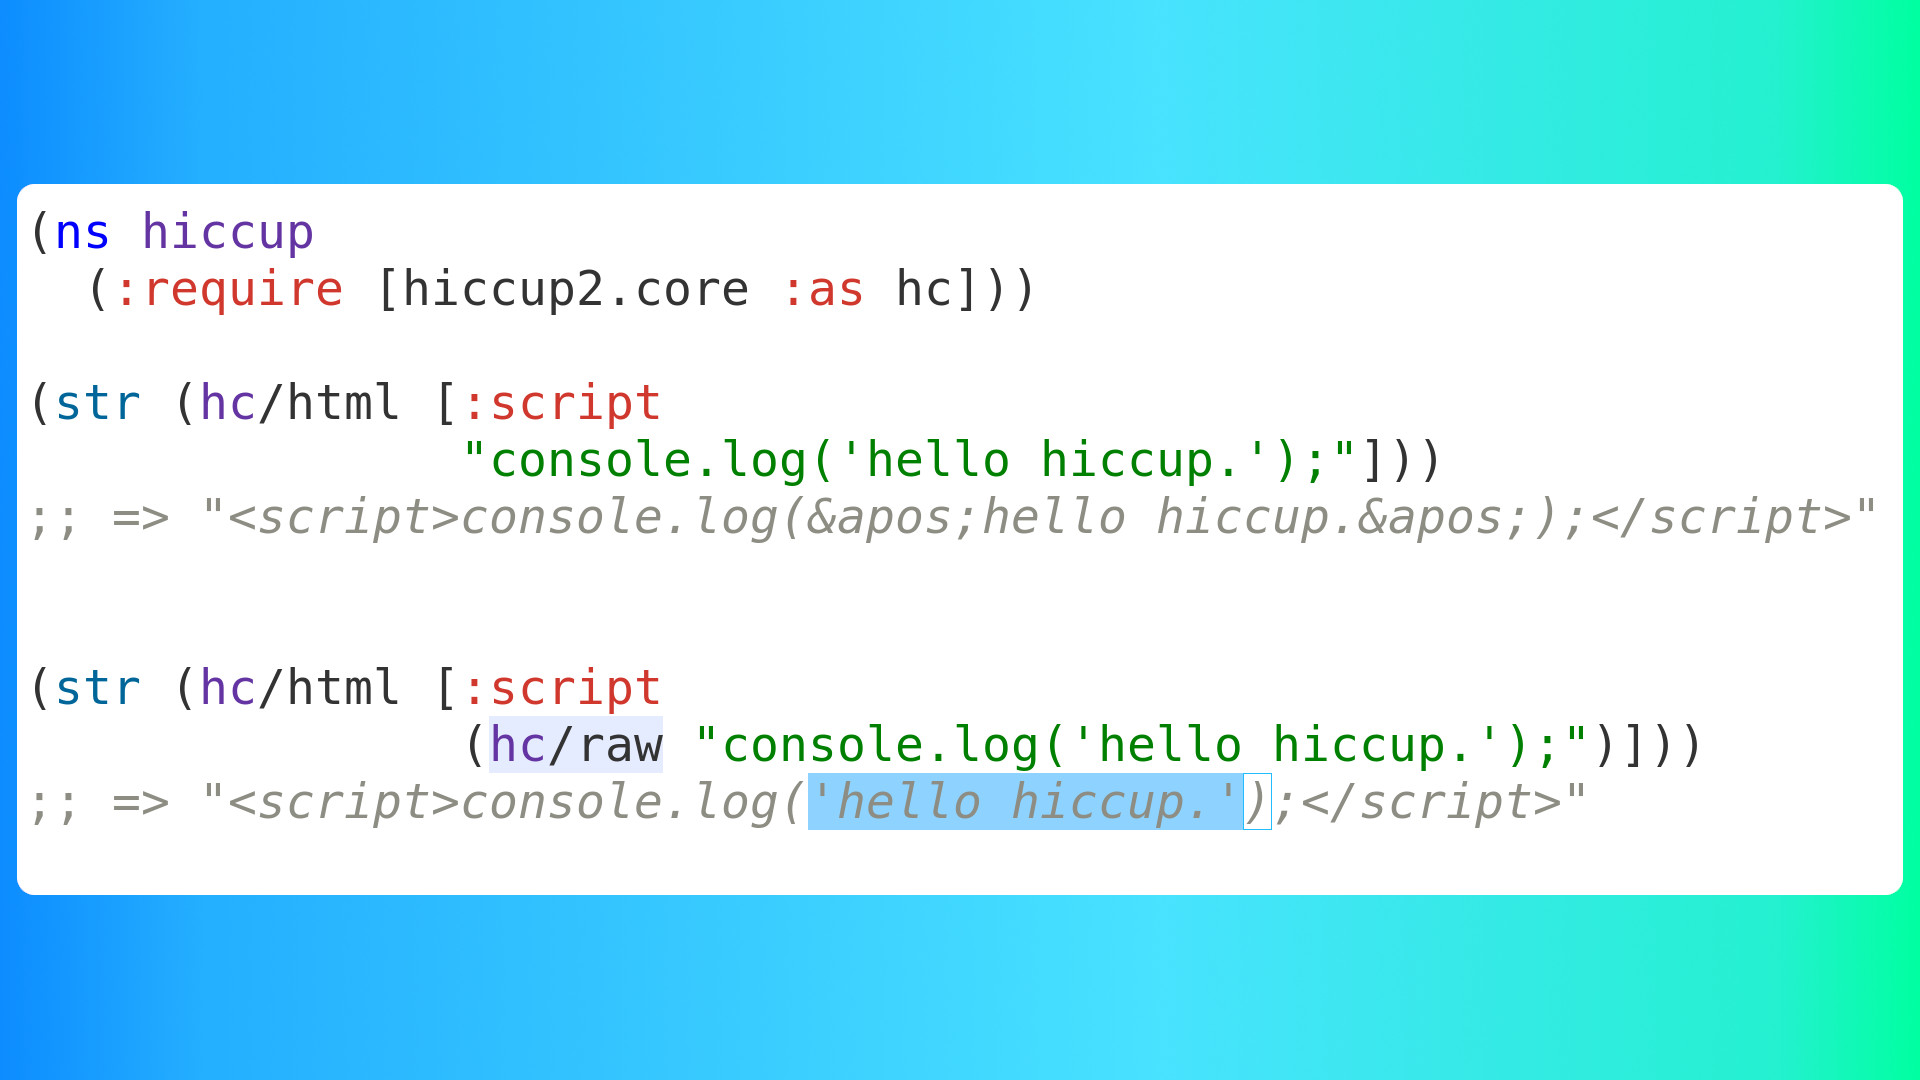 (ns hiccup
  (:require [hiccup2.core :as hc]))
(str (hc/html [:script
               "console.log('hello hiccup.');"]))
;; => "<script>console.log(&apos;hello hiccup.&apos;);</script>"
(str (hc/html [:script
               (hc/raw "console.log('hello hiccup.');")]))
;; => "<script>console.log('hello hiccup.');</script>"